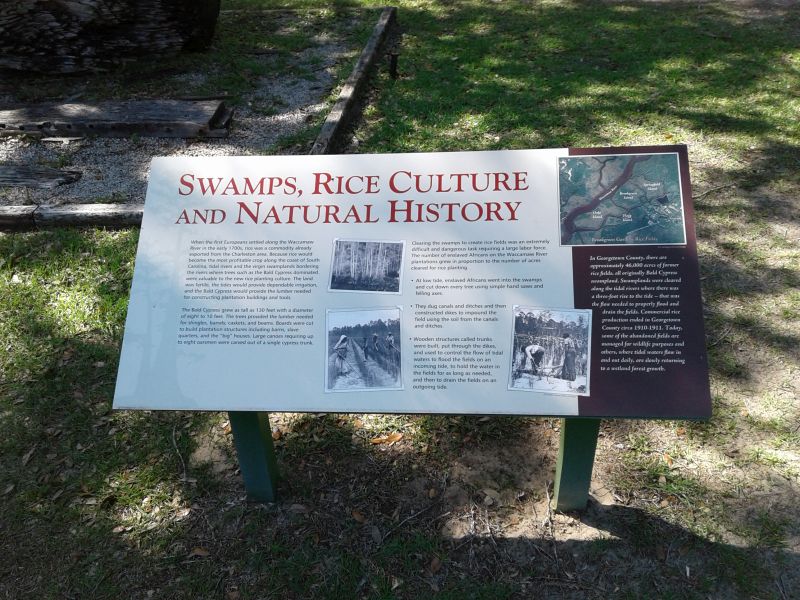 SWAMPS, RICE CULTURE
AND NATURAL HISTORY
When the first Europeans settled along the Waccamaw
River in the early 1700s, rice was a commodity already
exported from the Charleston area. Because rice would
become the most profitable crop along the coast of South
Carolina, tidal rivers and the virgin swamplands bordering
the rivers where trees such as the Bald Cypress dominated
were valuable to the new rice planting culture. The land
was fertile, the tides would provide dependable irrigation,
and the Bald Cypress would provide the lumber needed
for constructing plantation buildings and tools.
The Bald Cypress grew as tall as 130 feet with a diameter
of eight to 10 feet. The trees provided the lumber needed
for shingles, barrels, caskets, and beams. Boards were cut
to build plantation structures including barns, slave
quarters, and the "big" houses. Large canoes requiring up
to eight oarsmen were carved out of a single cypress trunk.
Clearing the swamps to create rice fields was an extremely
difficult and dangerous task requiring a large labor force.
The number of enslaved Africans on the Waccamaw River
plantations grew in proportion to the number of acres
cleared for rice planting.
• At low tide, enslaved Africans went into the swamps
and cut down every tree using simple hand saws and
felling axes.
• They dug canals and ditches and then
constructed dikes to impound the
field using the soil from the canals
and ditches.
• Wooden structures called trunks
were built, put through the dikes,
and used to control the flow of tidal
waters to flood the fields on an
incoming tide, to hold the water in
the fields for as long as needed,
and then to drain the fields on an
outgoing tide.
Springfield
Island
Brookgreen
Island
Island
Island
Rice Fields
In Georgetown County, there are
approximately 46,000 acres of former
rice fields, all originally Bald Cypress
swampland. Swamplands were cleared
along the tidal rivers where there was
a three-foot rise to the tide – that was
the flow needed to properly flood and
drain the fields. Commercial rice
production ended in Georgetown
County circa 1910-1911. Today,
some of the abandoned fields are
managed for wildlife purposes and
others, where tidal waters flow in
and out daily, are slowly returning
to a wetland forest growth.